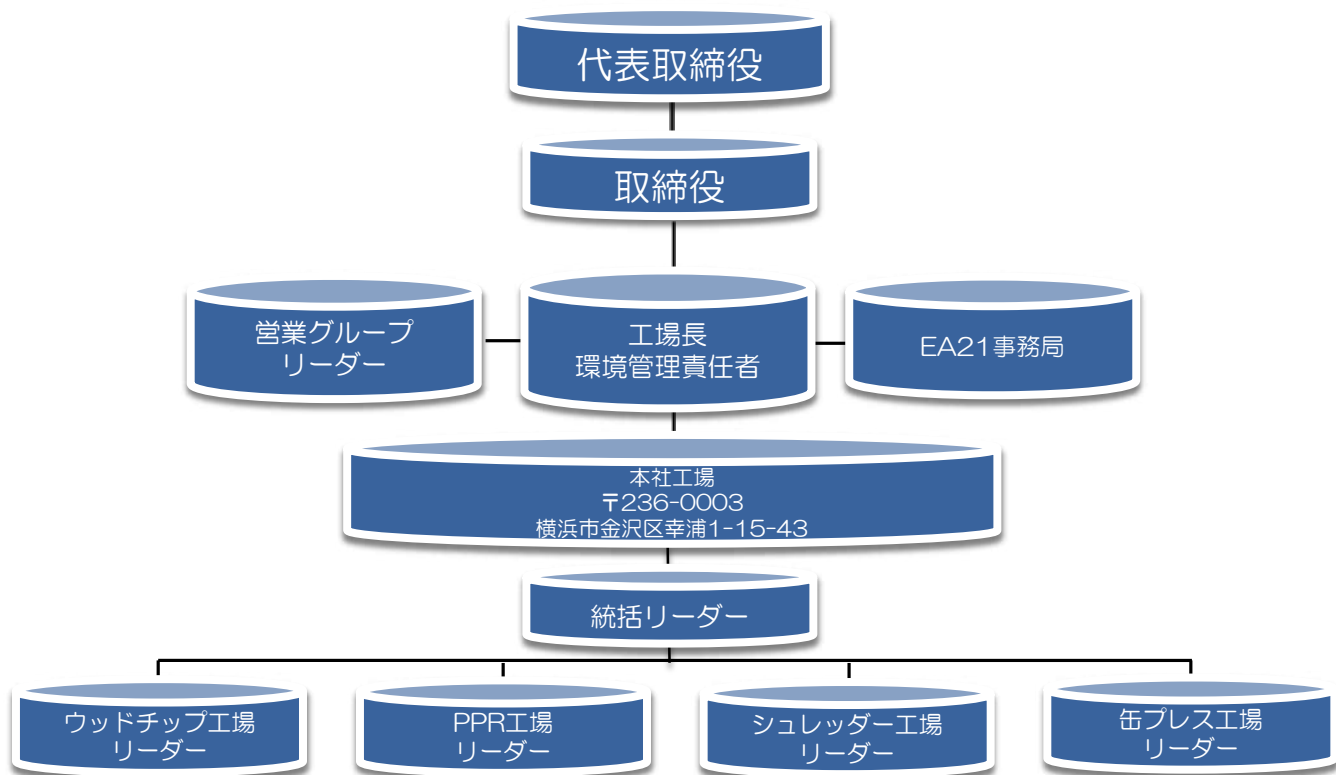 代表取締役
取締役
営業グループ
リーダー
工場長
環境管理責任者
EA21事務局
本社工場
〒236-0003
横浜市金沢区幸浦1-15-43
統括リーダー
ウッドチップ工場
リーダー
PPR工場
リーダー
シュレッダー工場
リーダー
缶プレス工場
リーダー